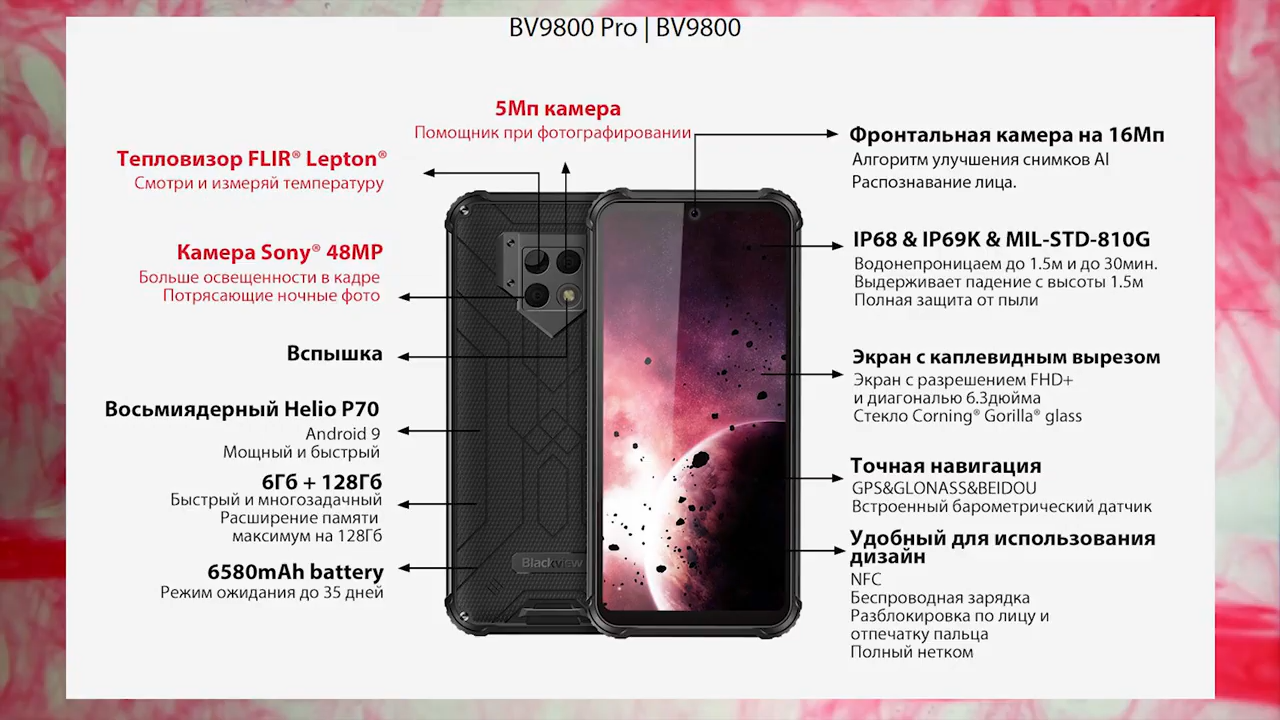 BV9800 Pro | BV9800
5Мп камера
Помощник при фотографировании
Тепловизор FLIR® Lepton®
Смотри и измеряй температуру
Камера Sony® 48MP
Больше освещенности в кадре
Потрясающие ночные фото
Вспышка
Восьмиядерный Helio P70
Android 9
Мощный и быстрый
6Гб + 128Гб
Быстрый и многозадачный
Расширение памяти
максимум на 128Гб
6580mAh battery
Режим ожидания до 35 дней
Blackview
Фронтальная камера на 16Мп
Алгоритм улучшения снимков AI
Распознавание лица.
IP68 & IP69K & MIL-STD-810G
Водонепроницаем до 1.5м и до 30мин.
Выдерживает падение с высоты 1.5м
Полная защита от пыли
Экран с каплевидным вырезом
Экран с разрешением FHD+
и диагональю 6.3дюйма
Стекло Corning® Gorilla® glass
Точная навигация
GPS&GLONASS&BEIDOU
Встроенный барометрический датчик
Удобный для использования
дизайн
NFC
Беспроводная зарядка
Разблокировка по лицу и
отпечатку пальца
Полный нетком